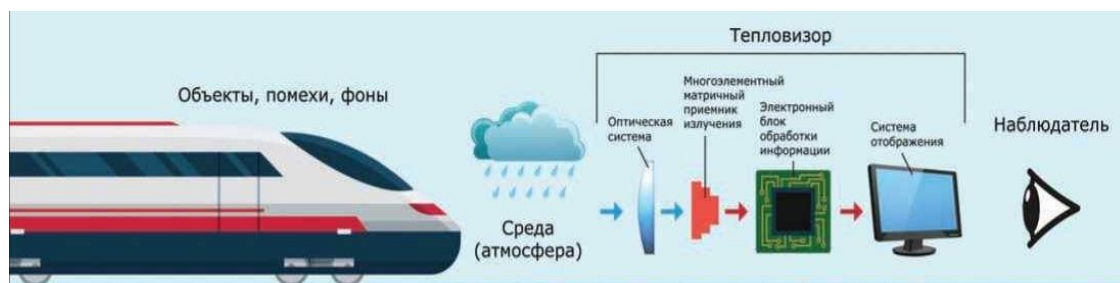 Тепловизор
Объекты, помехи, фоны
Среда
(атмосфера)
Оптическая
система
Многоэлементный
матричный
приемник
излучения
Электронный
блок
обработки
информации
Система
отображения
Наблюдатель